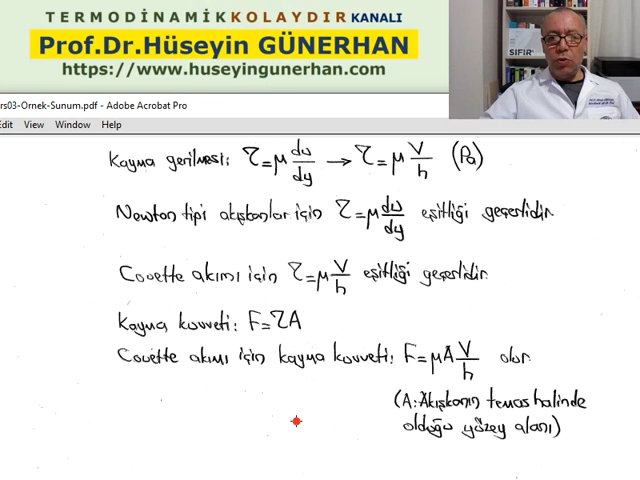 TERMODİNAMİKKOLAYDIR KANALI
Prof.Dr.Hüseyin GÜNERHAN
https://www.huseyingunerhan.com
SIFIR
rs03-Ornek-Sunum.pdf - Adobe Acrobat Pro
Edit View Window Help
Kayma gerilmesi: τ=μ du/dy → τ=μ V/h (Pa)
Newton tipi akışkanlar için τ=μ du/dy eşitliği geçerlidir.
Couette akımı için τ=μ V/h eşitliği geçerlidir.
Kayma kuvveti: F=τA
Couette akımı için kayma kuvveti: F=μA V/h olur.
(A:Akışkanın temas halinde
olduğu yüzey alanı)